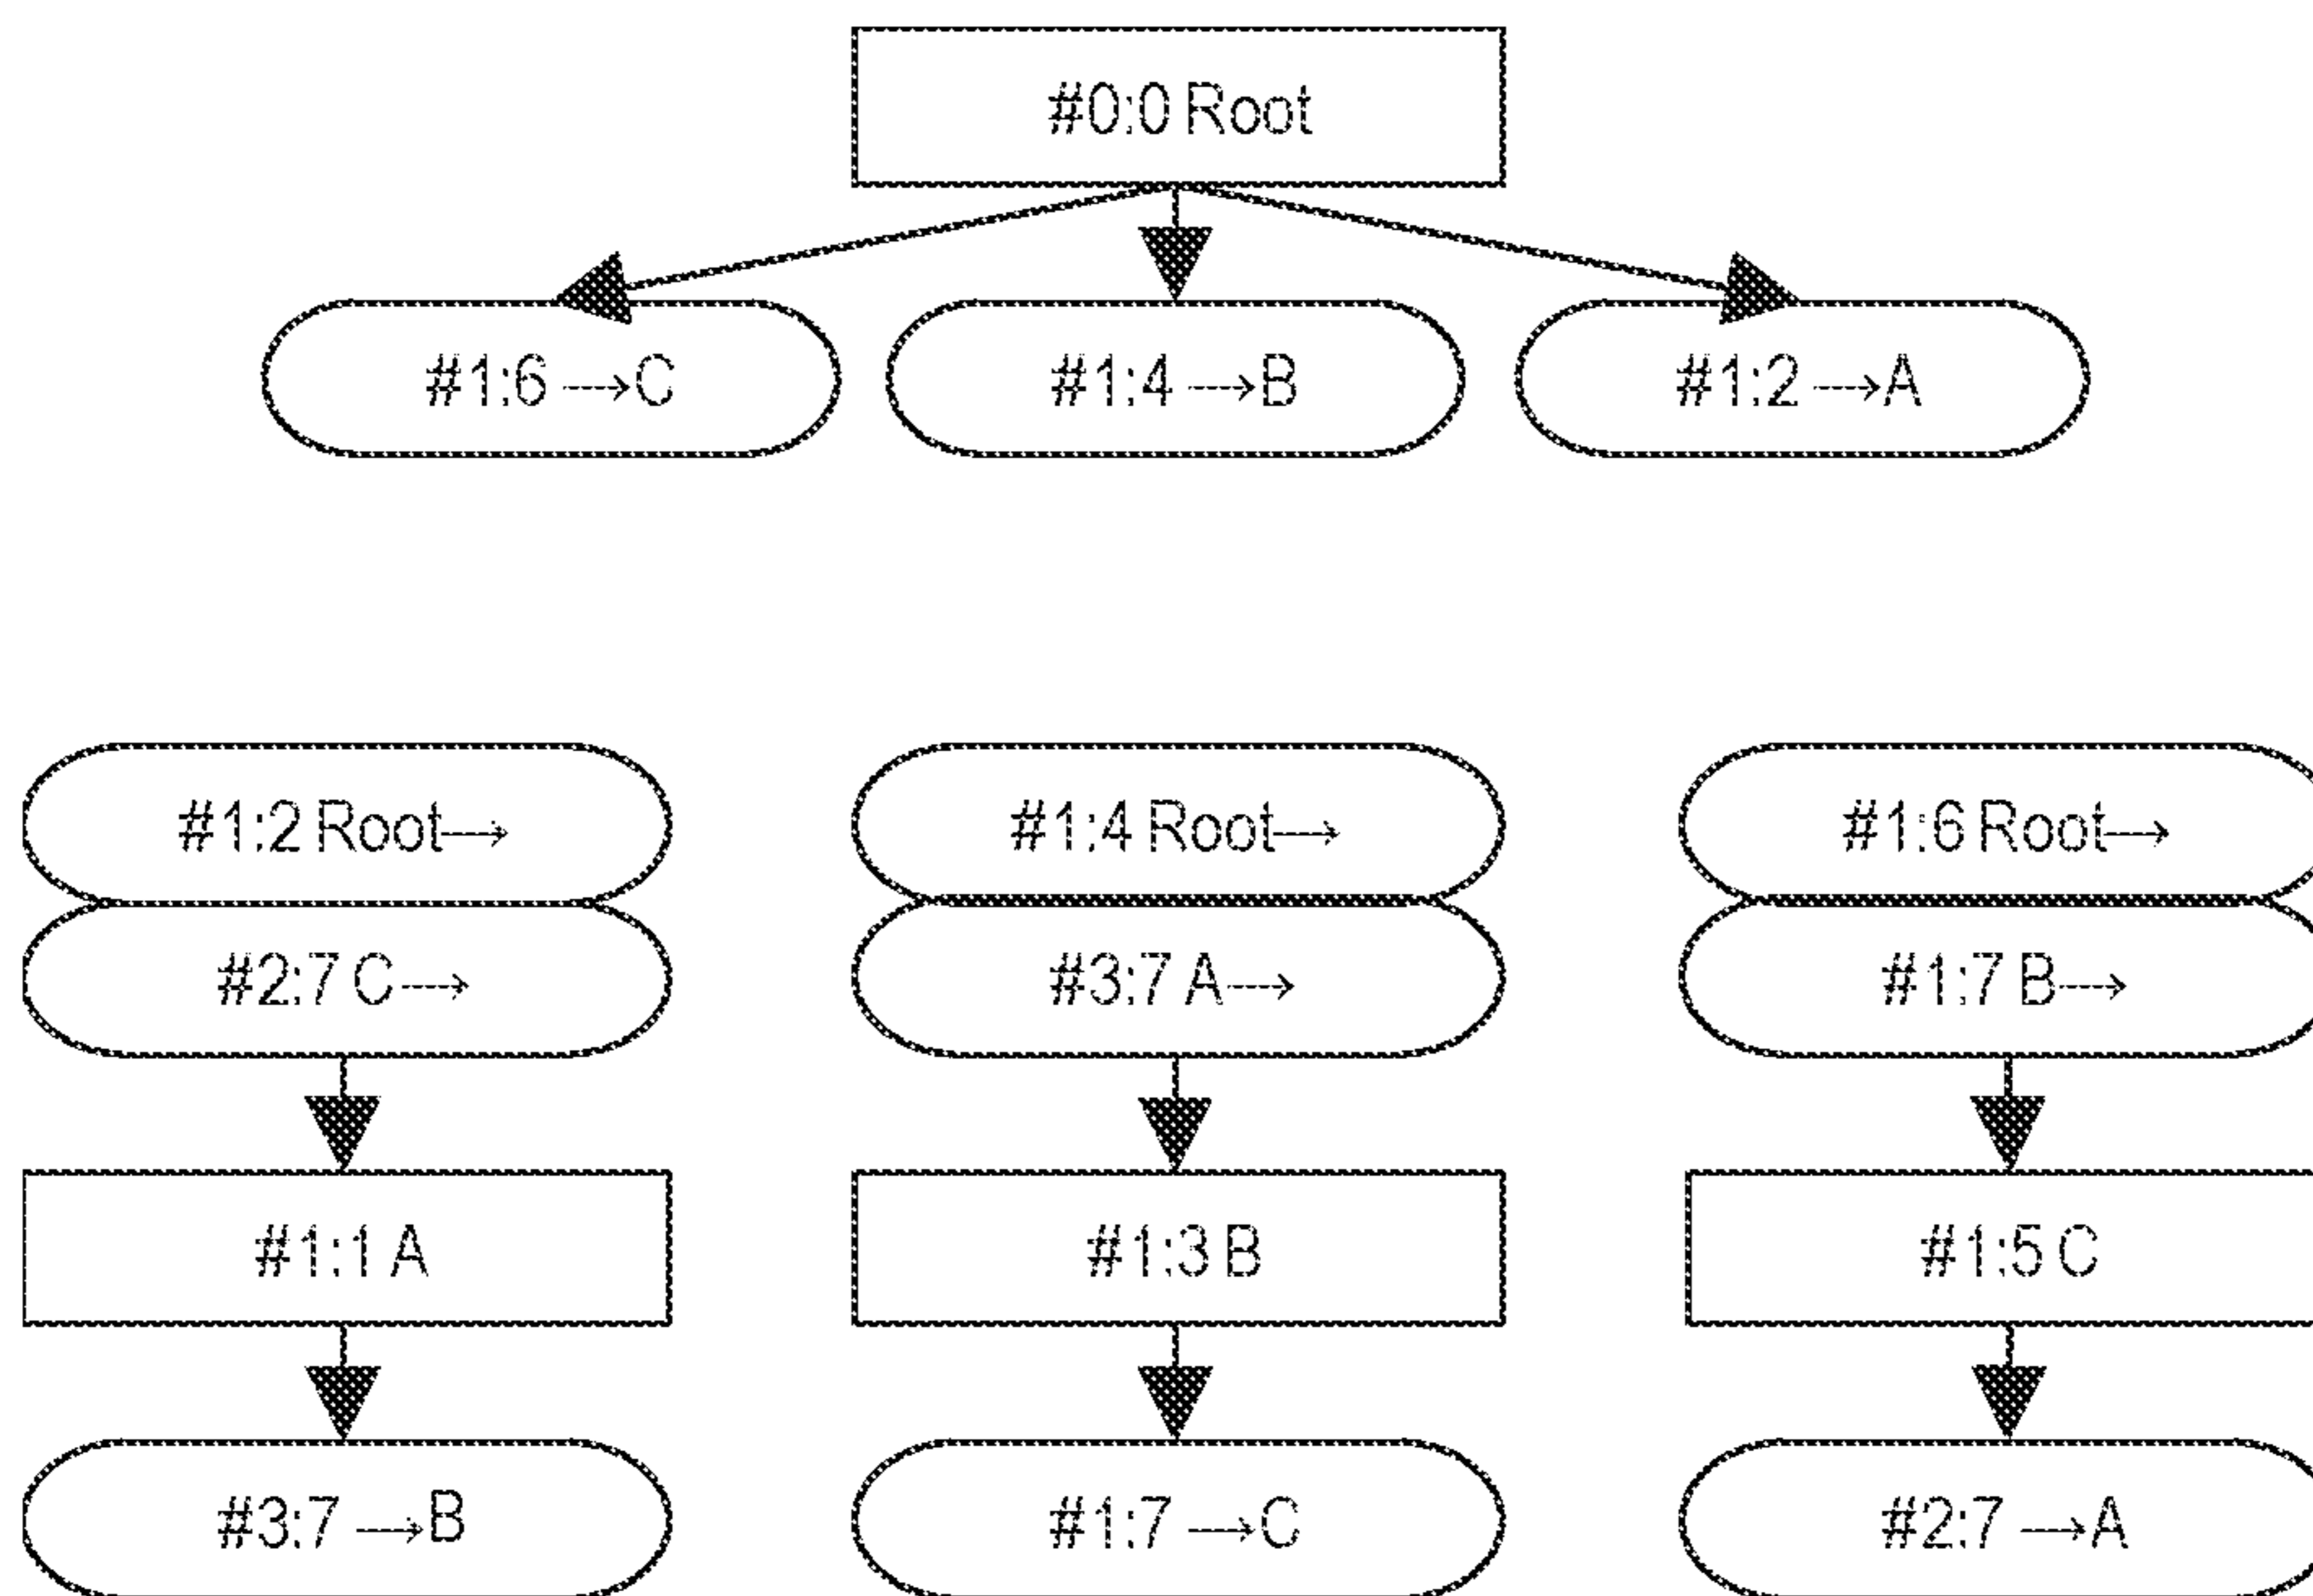 #0:0 Root
#1:6 →C
#1:4 →B
#1:2 →A
#1:2 Root→
#1:4 Root→
#1:6 Root→
#2:7 C→
#3:7 A→
#1:7 B→
#1:1 A
#1:3 B
#1:5 C
#3:7 →B
#1:7 →C
#2:7 →A